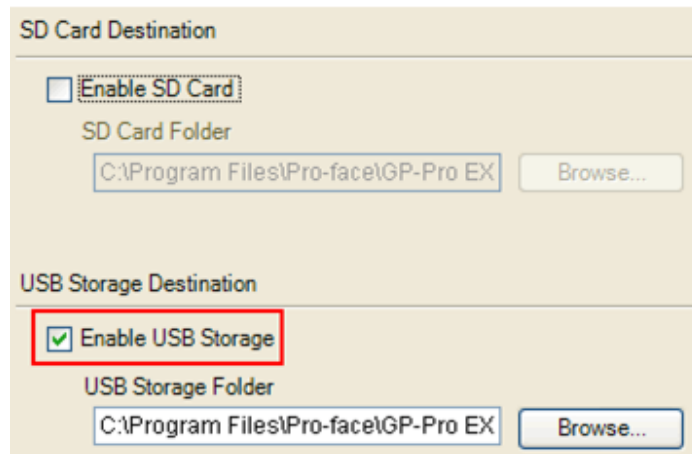 SD Card Destination
Enable SD Card
SD Card Folder
C:\Program Files\Pro-face\GP-Pro EX
Browse...
USB Storage Destination
Enable USB Storage
USB Storage Folder
C:\Program Files\Pro-face\GP-Pro EX
Browse...